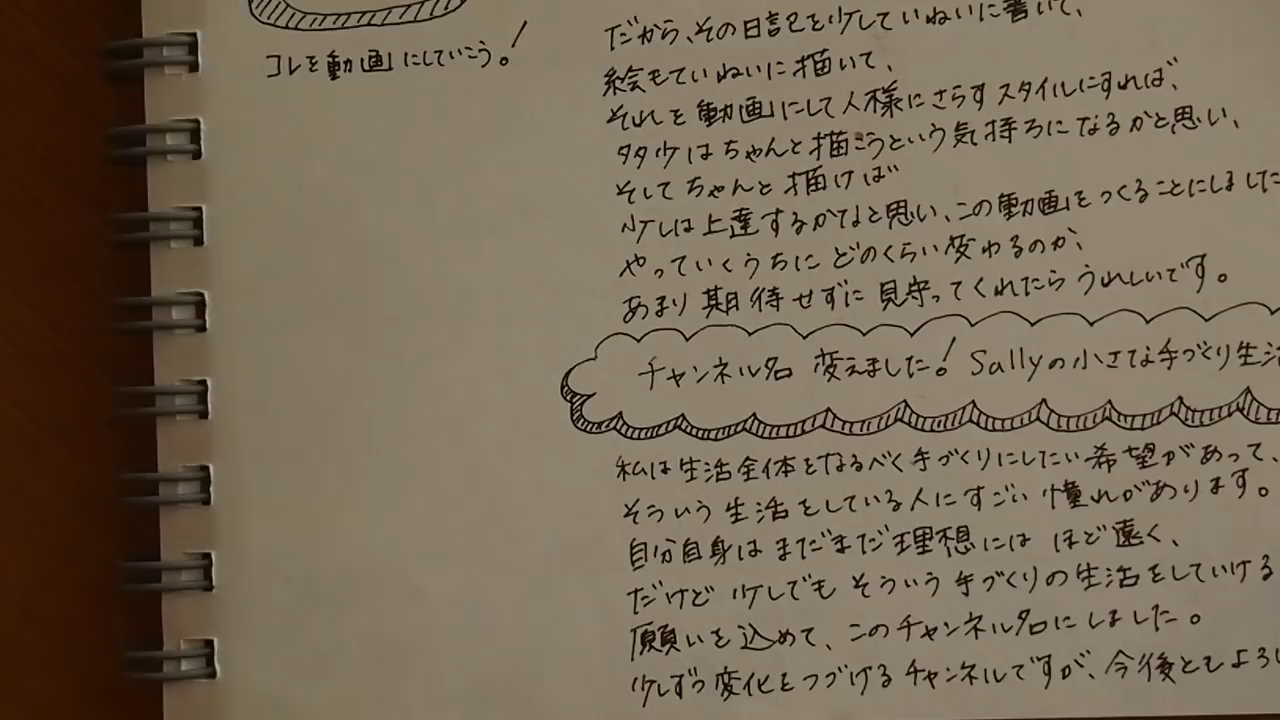 コレを動画にしていこう!
だから、その日記を少していねいに書いて、
絵もていねいに描いて、
それを動画にして人様にさらすスタイルにすれば、
多少はちゃんと描こうという気持ちになるかと思い、
そしてちゃんと描けば
少しは上達するかなと思い、この動画をつくることにしました
やっていくうちにどのくらい変わるのか、
あまり期待せずに見守ってくれたらうれしいです。
チャンネル名 変えました! Sallyの小さな手づくり生活
私は生活全体をなるべく手づくりにしたい希望があって、
そういう生活をしている人にすごい憧れがあります。
自分自身はまだまだ理想にはほど遠く、
だけど少しでもそういう手づくりの生活をしていける
願いを込めて、このチャンネル名にしました。
少しずつ変化をつづけるチャンネルですが、今後ともよろし